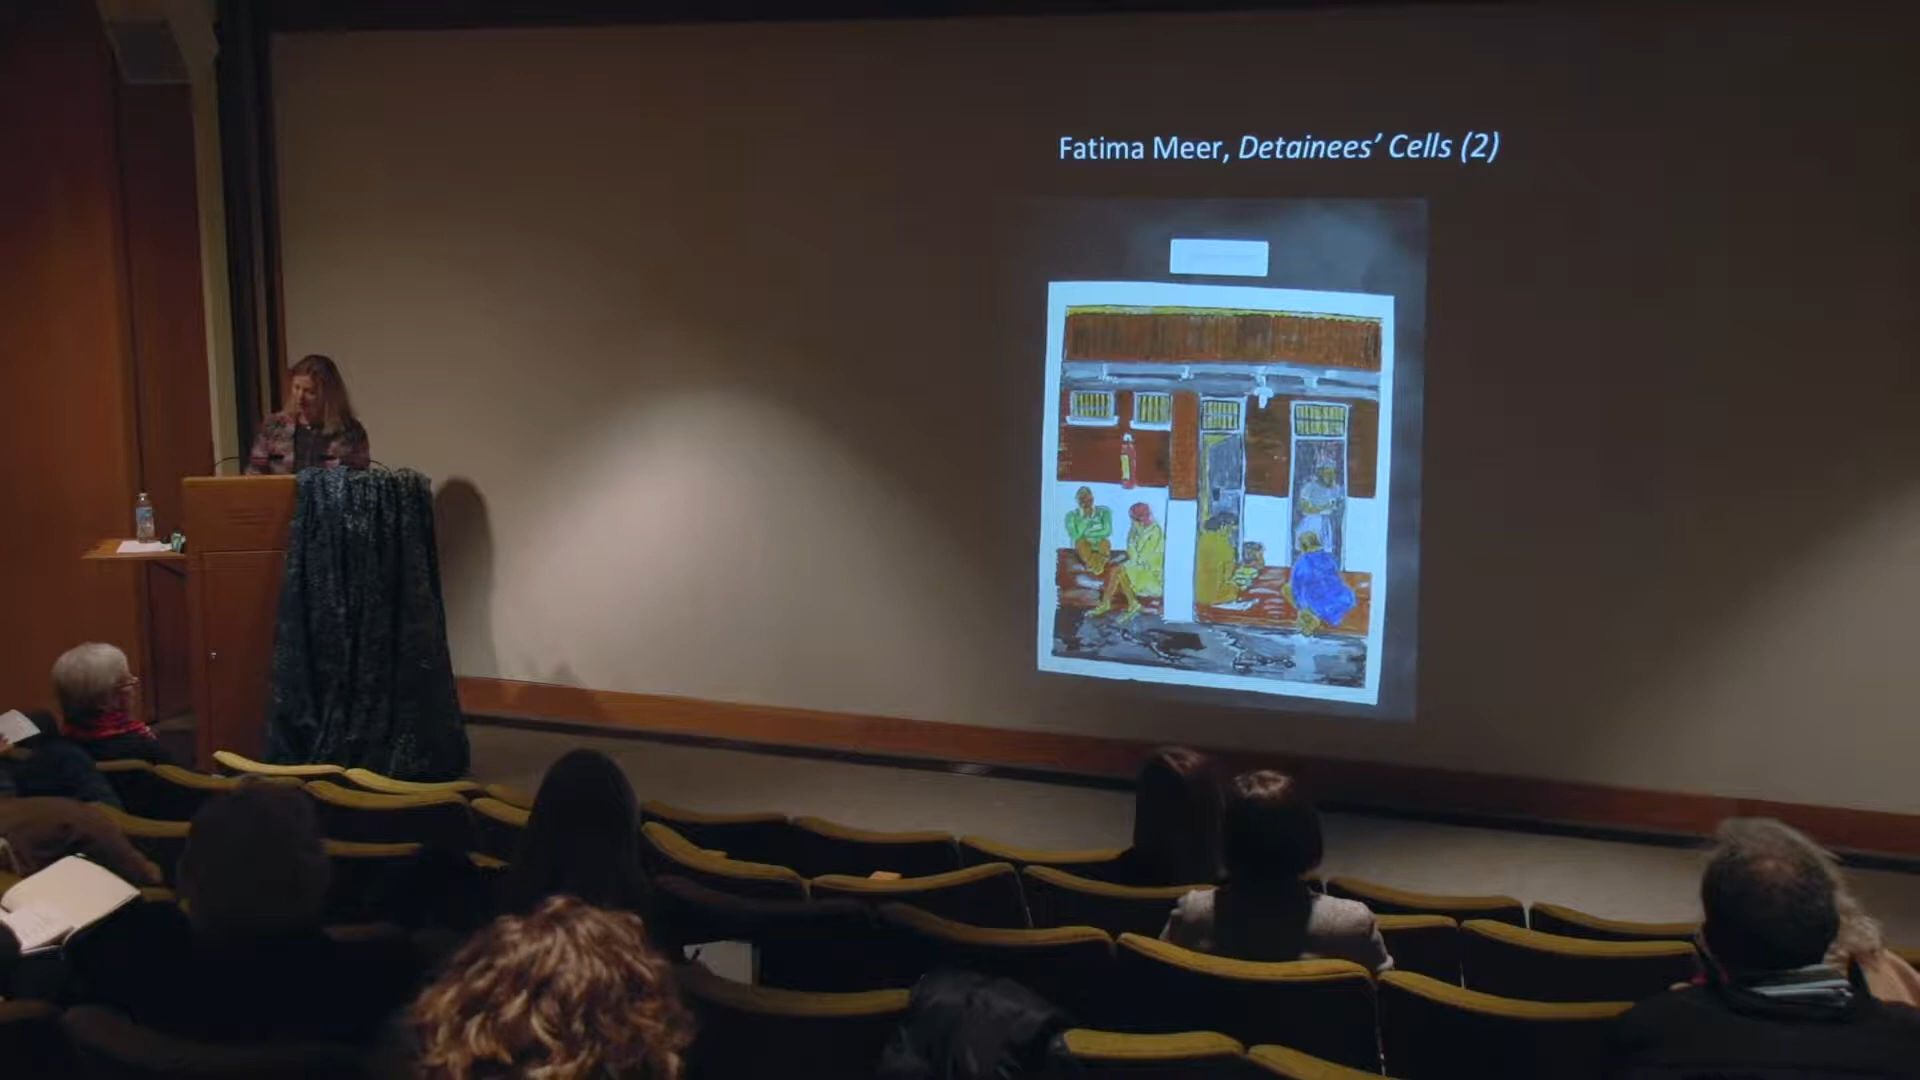 Fatima Meer, Detainees’ Cells (2)